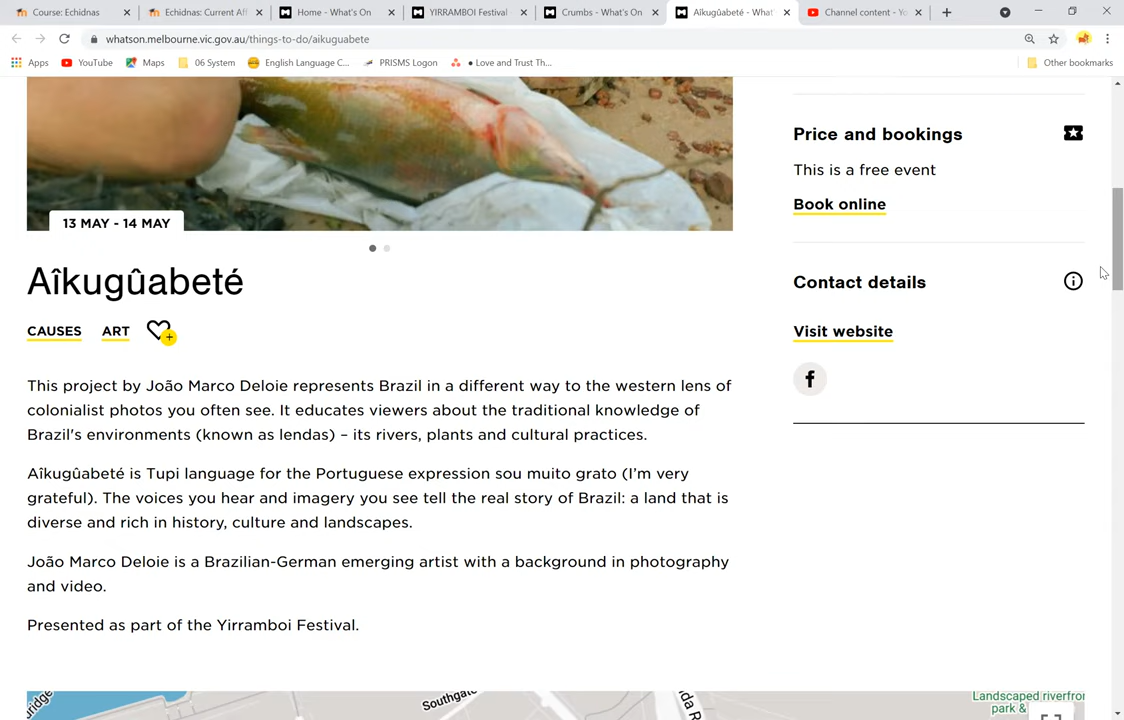 Course: Echidnas
Echidnas: Current Aff
Home - What's On
YIRRAMBOI Festival -
Crumbs - What's On
Aîkugûabeté - What'
Channel content - Yo
whatson.melbourne.vic.gov.au/things-to-do/aikuguabete
Apps
YouTube
Maps
06 System
English Language C...
PRISMS Logon
● Love and Trust Th...
Other bookmarks
13 MAY - 14 MAY
Aîkugûabeté
CAUSES
ART
This project by João Marco Deloie represents Brazil in a different way to the western lens of
colonialist photos you often see. It educates viewers about the traditional knowledge of
Brazil's environments (known as lendas) – its rivers, plants and cultural practices.
Aîkugûabeté is Tupi language for the Portuguese expression sou muito grato (I'm very
grateful). The voices you hear and imagery you see tell the real story of Brazil: a land that is
diverse and rich in history, culture and landscapes.
João Marco Deloie is a Brazilian-German emerging artist with a background in photography
and video.
Presented as part of the Yirramboi Festival.
Price and bookings
This is a free event
Book online
Contact details
Visit website
Southgate
Landscaped riverfron
park &